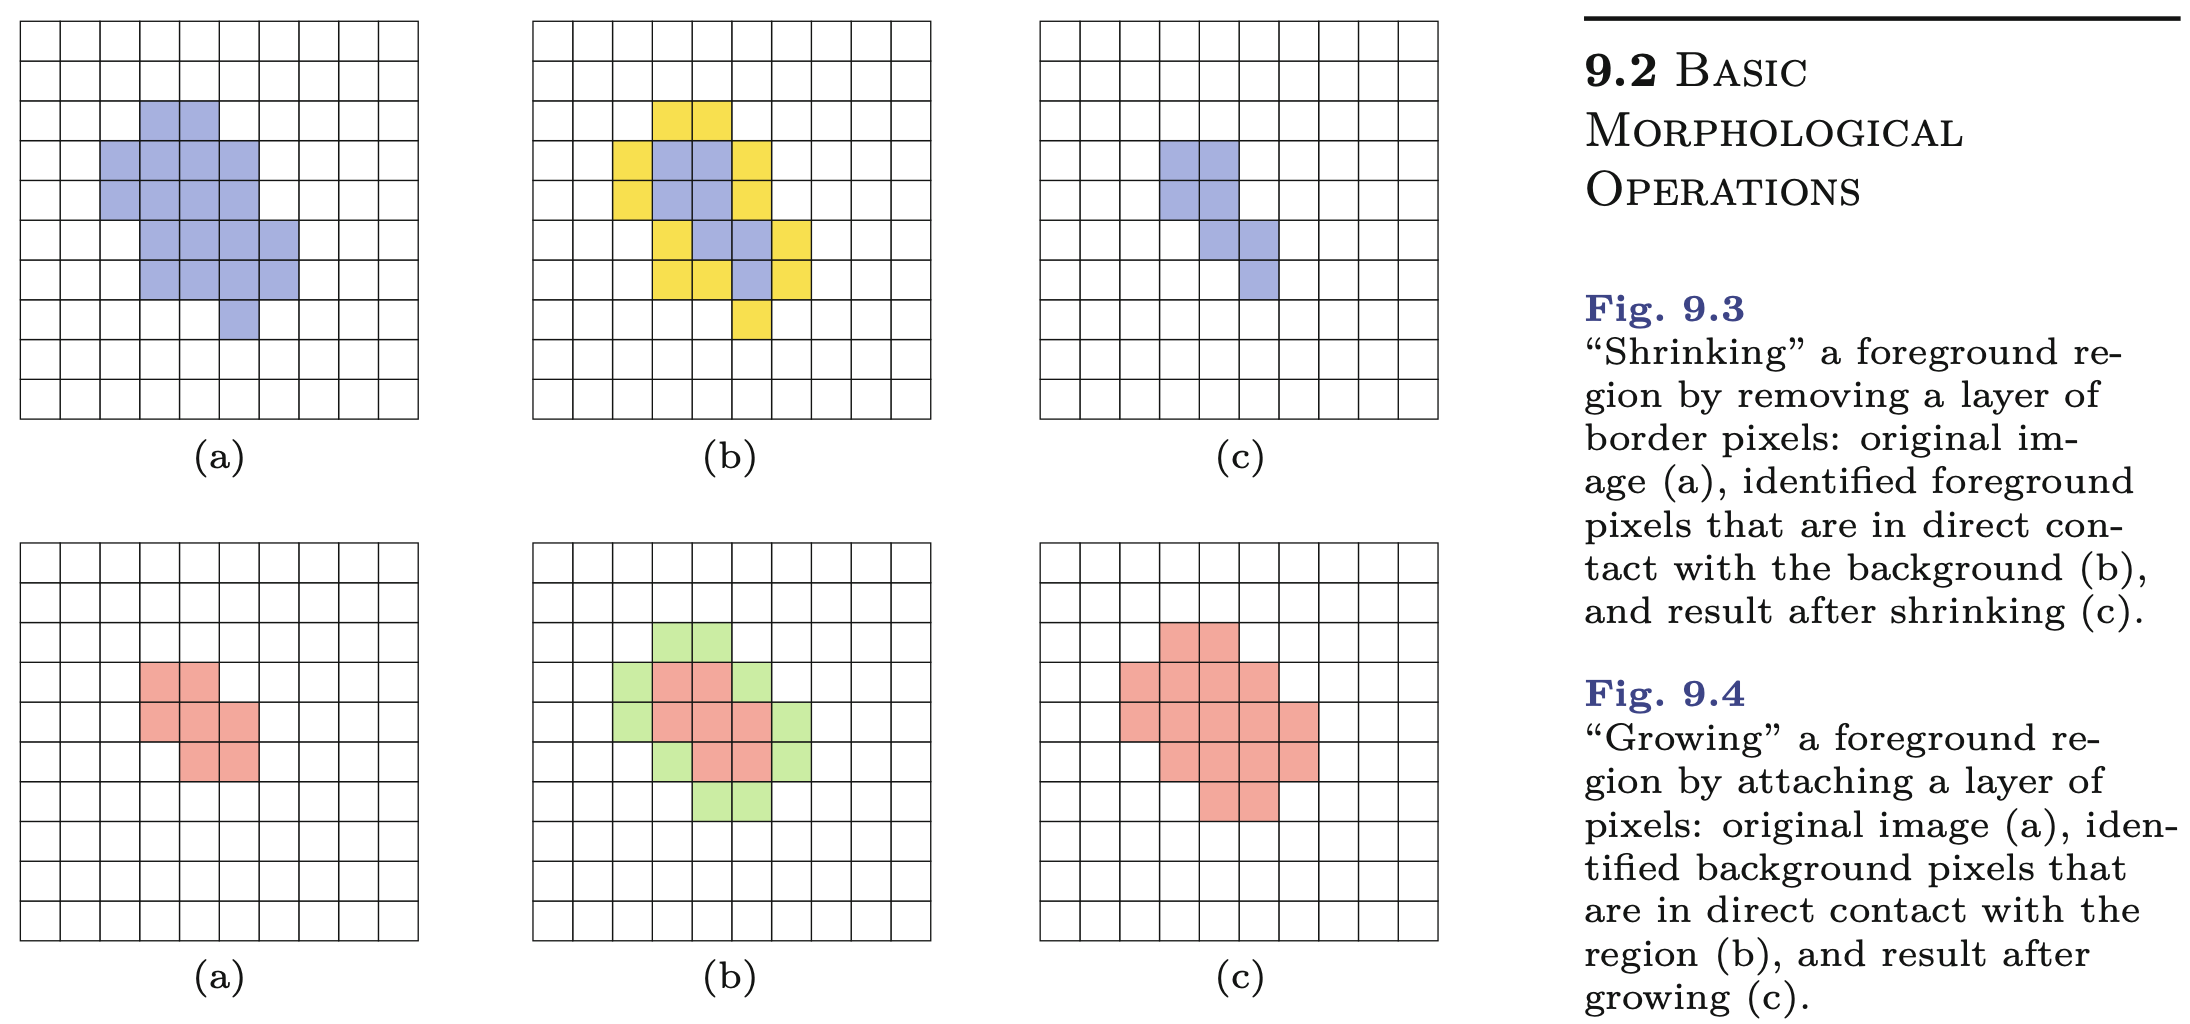 (a)
(b)
(c)
(a)
(b)
(c)
9.2 BASIC
MORPHOLOGICAL
OPERATIONS
Fig. 9.3
“Shrinking” a foreground re-
gion by removing a layer of
border pixels: original im-
age (a), identified foreground
pixels that are in direct con-
tact with the background (b),
and result after shrinking (c).
Fig. 9.4
“Growing” a foreground re-
gion by attaching a layer of
pixels: original image (a), iden-
tified background pixels that
are in direct contact with the
region (b), and result after
growing (c).